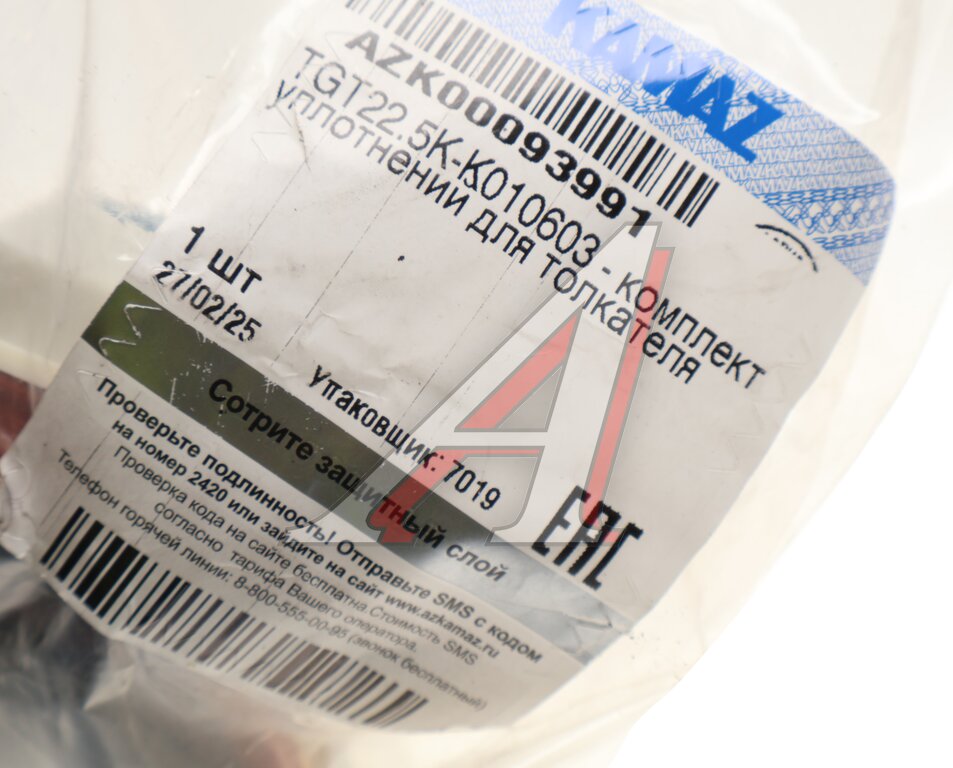 KAMAZ
AZK00093991
TGT22.5K-K010603 - комплект
уплотнений для толкателя
1 шт
27/02/25
Упаковщик: 7019
EAC
Сотрите защитный слой
Проверьте подлинность! Отправьте SMS с кодом
на номер 2420 или зайдите на сайт www.azkamaz.ru
Проверка кода на сайте бесплатна.Стоимость SMS
согласно тарифа Вашего оператора.
Телефон горячей линии: 8-800-555-00-95 (звонок бесплатный)